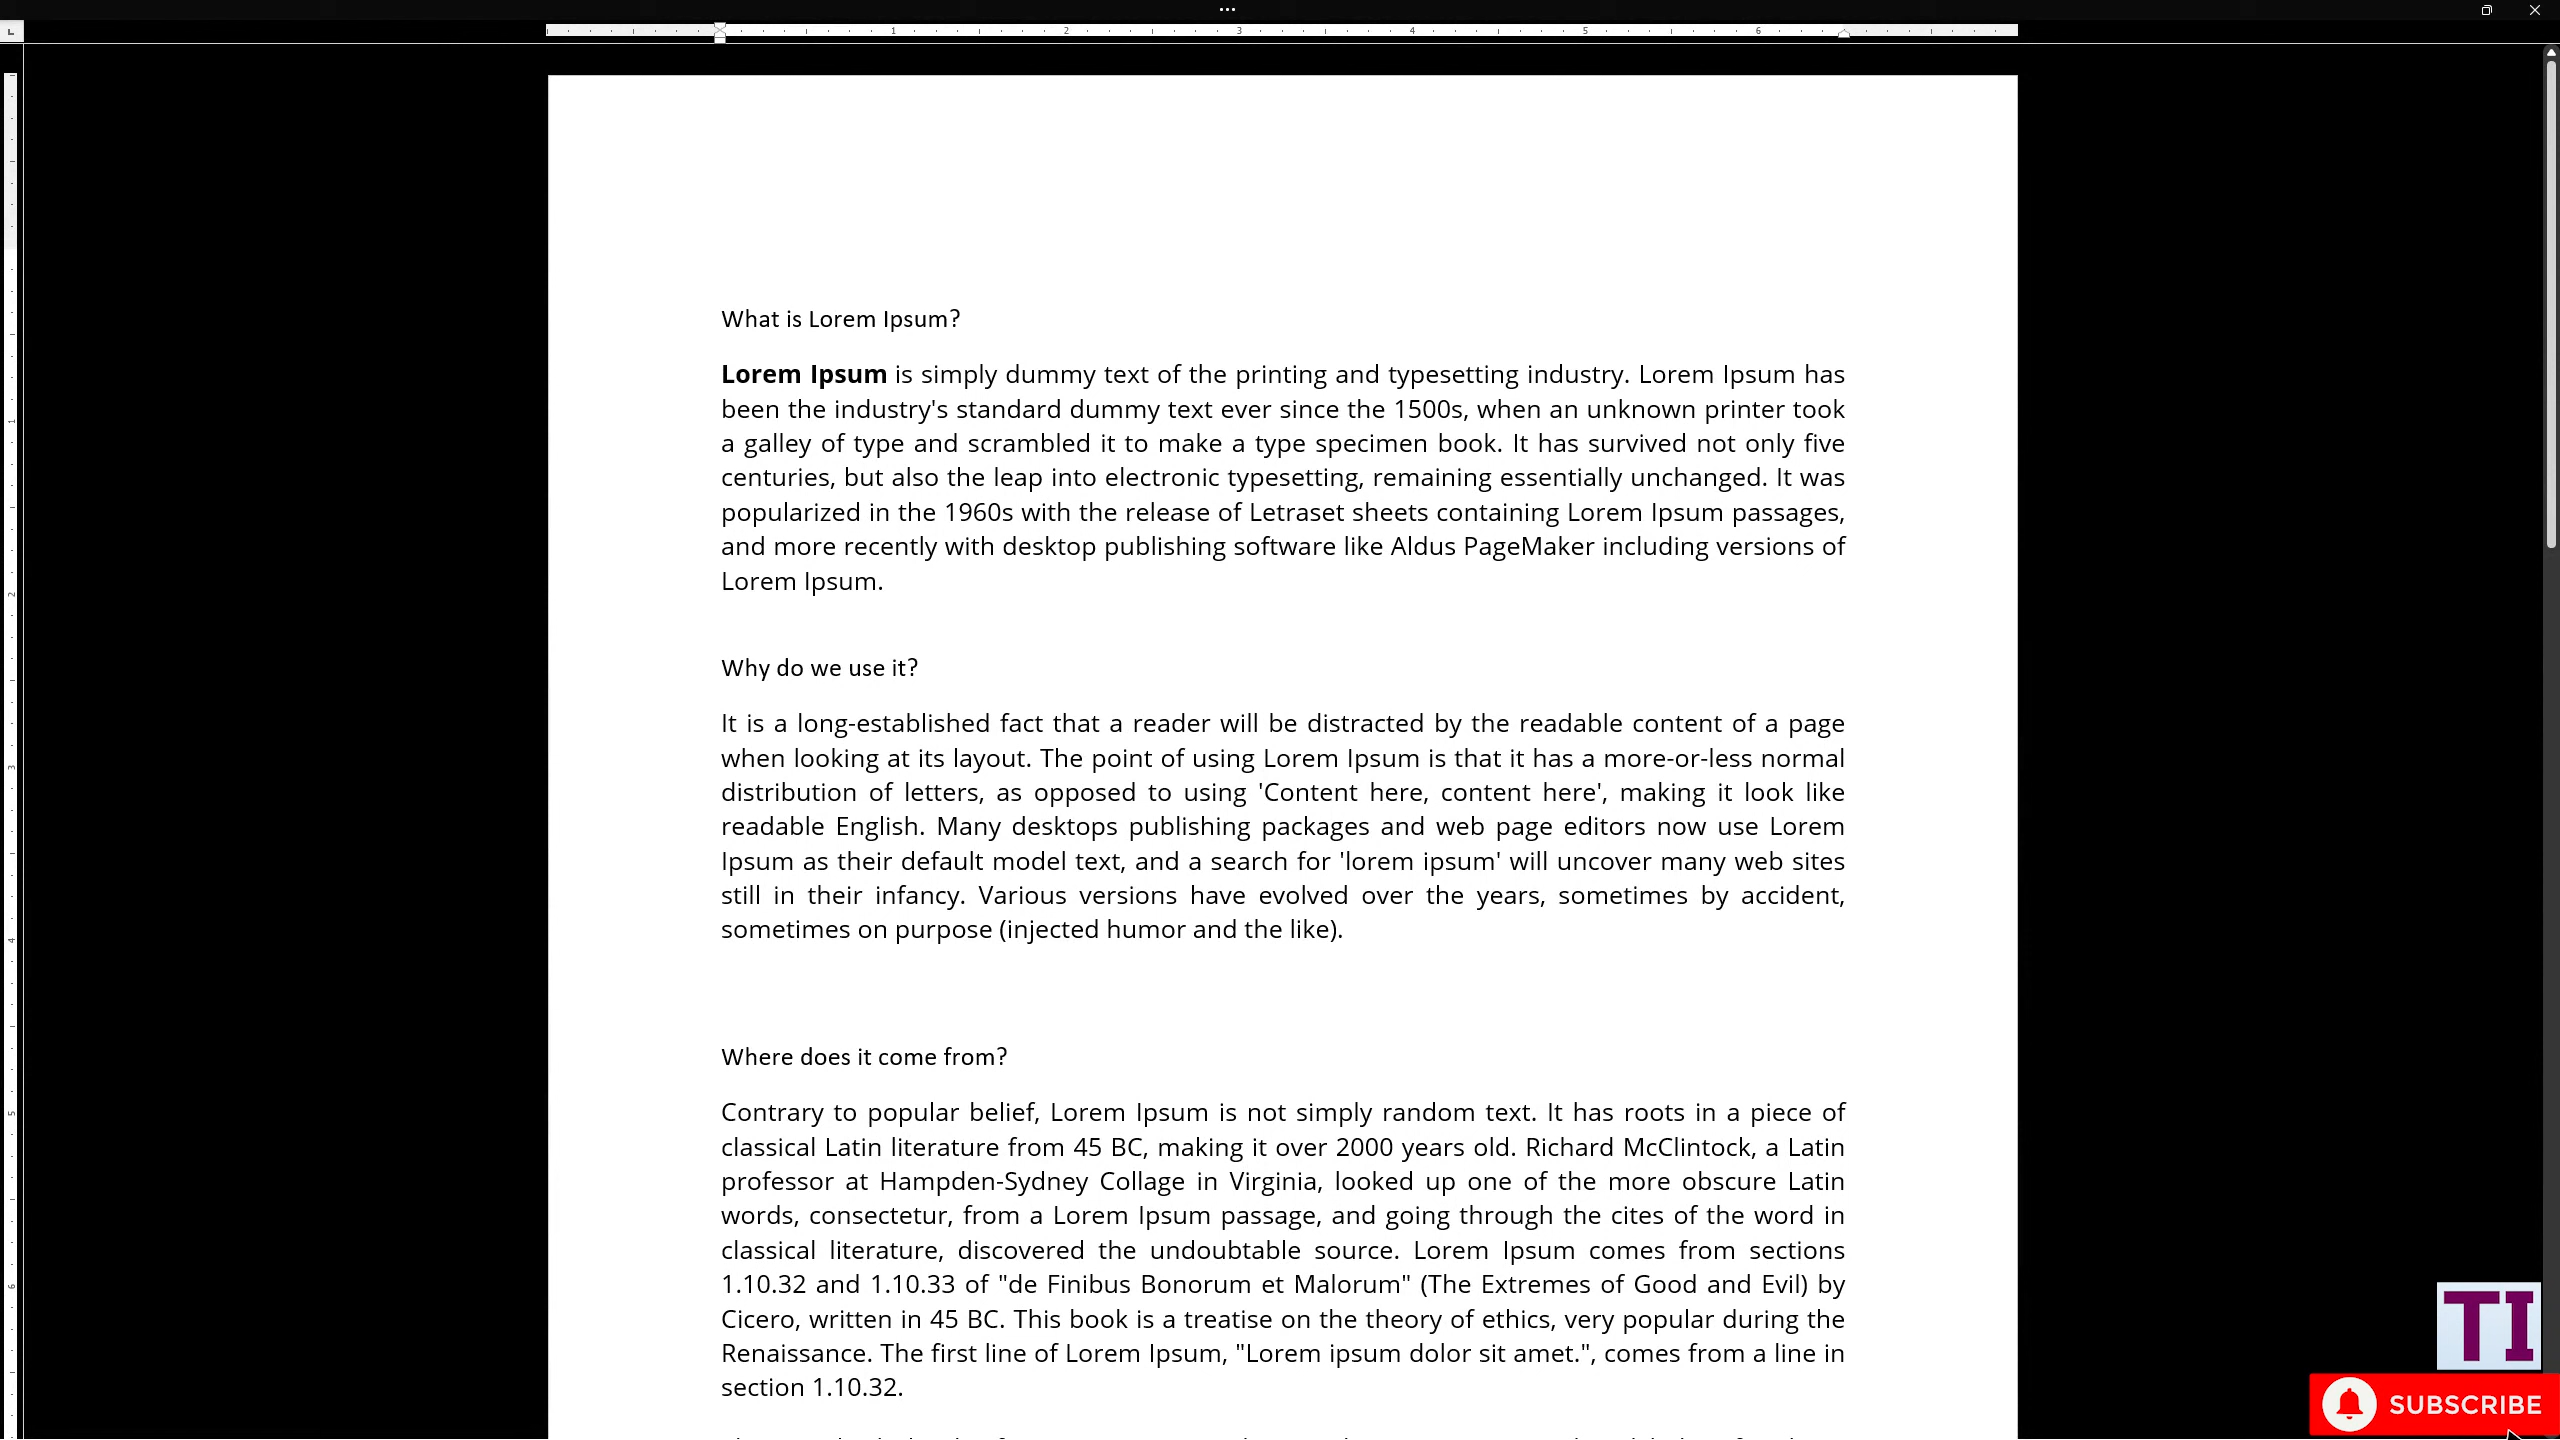 What is Lorem Ipsum?
Lorem Ipsum is simply dummy text of the printing and typesetting industry. Lorem Ipsum has
been the industry's standard dummy text ever since the 1500s, when an unknown printer took
a galley of type and scrambled it to make a type specimen book. It has survived not only five
centuries, but also the leap into electronic typesetting, remaining essentially unchanged. It was
popularized in the 1960s with the release of Letraset sheets containing Lorem Ipsum passages,
and more recently with desktop publishing software like Aldus PageMaker including versions of
Lorem Ipsum.
Why do we use it?
It is a long-established fact that a reader will be distracted by the readable content of a page
when looking at its layout. The point of using Lorem Ipsum is that it has a more-or-less normal
distribution of letters, as opposed to using 'Content here, content here', making it look like
readable English. Many desktops publishing packages and web page editors now use Lorem
Ipsum as their default model text, and a search for 'lorem ipsum' will uncover many web sites
still in their infancy. Various versions have evolved over the years, sometimes by accident,
sometimes on purpose (injected humor and the like).
Where does it come from?
Contrary to popular belief, Lorem Ipsum is not simply random text. It has roots in a piece of
classical Latin literature from 45 BC, making it over 2000 years old. Richard McClintock, a Latin
professor at Hampden-Sydney Collage in Virginia, looked up one of the more obscure Latin
words, consectetur, from a Lorem Ipsum passage, and going through the cites of the word in
classical literature, discovered the undoubtable source. Lorem Ipsum comes from sections
1.10.32 and 1.10.33 of "de Finibus Bonorum et Malorum" (The Extremes of Good and Evil) by
Cicero, written in 45 BC. This book is a treatise on the theory of ethics, very popular during the
Renaissance. The first line of Lorem Ipsum, "Lorem ipsum dolor sit amet.", comes from a line in
section 1.10.32.
TI
SUBSCRIBE
1 2 3 4 5 6
1
2
3
4
5
6